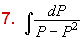 7. ∫ dP / (P − P²)